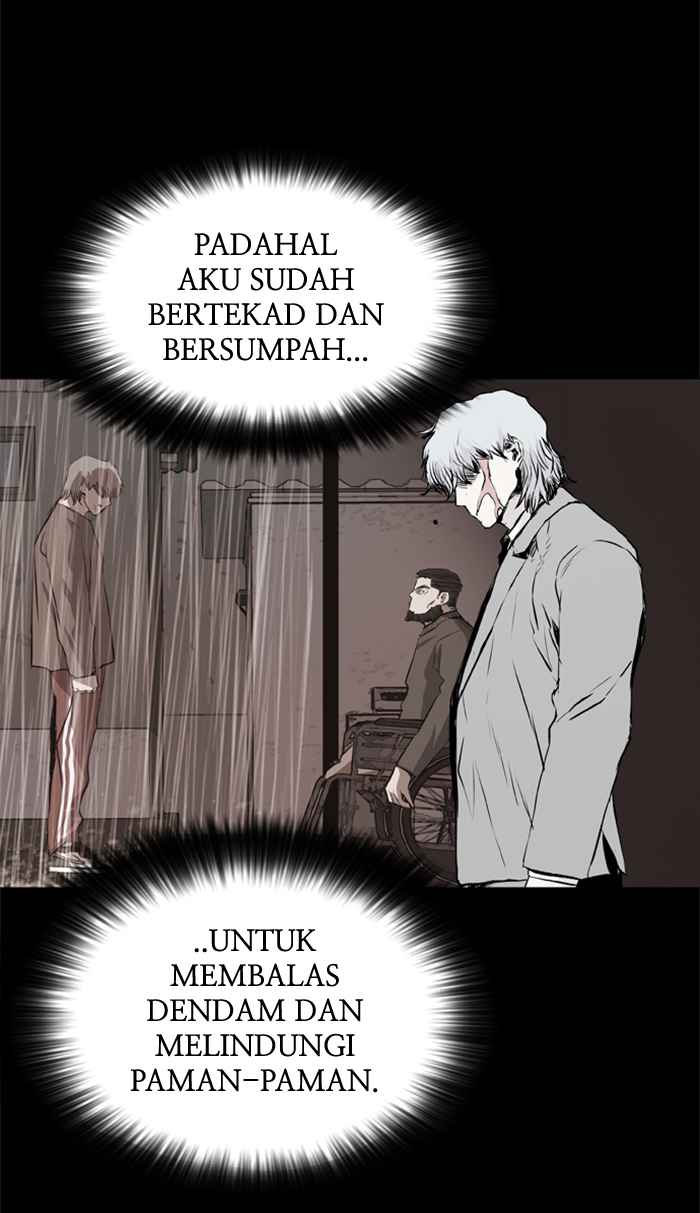 PADAHAL
AKU SUDAH
BERTEKAD DAN
BERSUMPAH...
..UNTUK
MEMBALAS
DENDAM DAN
MELINDUNGI
PAMAN-PAMAN.